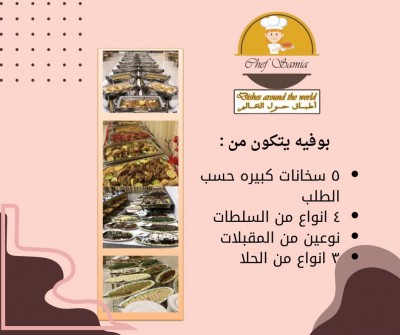 Chef Samia
Dishes around the world
أطباق حول العالم
بوفيه يتكون من :
٥ سخانات كبيره حسب
الطلب
٤ انواع من السلطات
نوعين من المقبلات
٣ انواع من الحلا